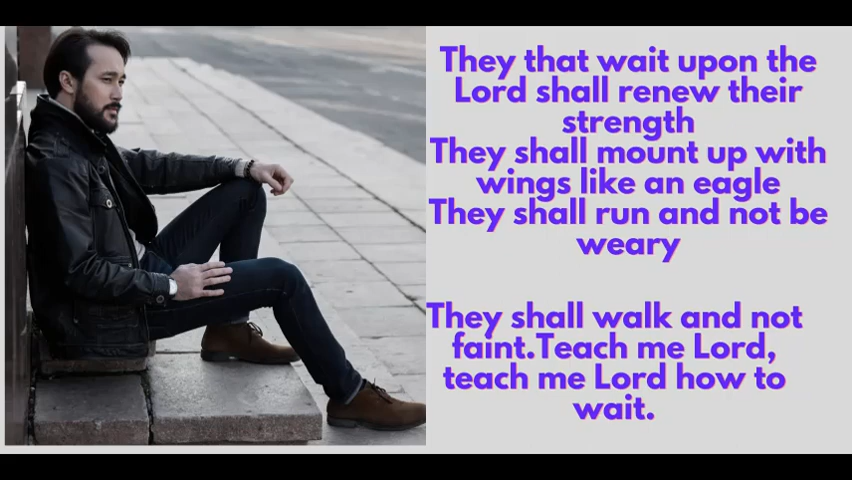 They that wait upon the
Lord shall renew their
strength
They shall mount up with
wings like an eagle
They shall run and not be
weary
They shall walk and not
faint.Teach me Lord,
teach me Lord how to
wait.